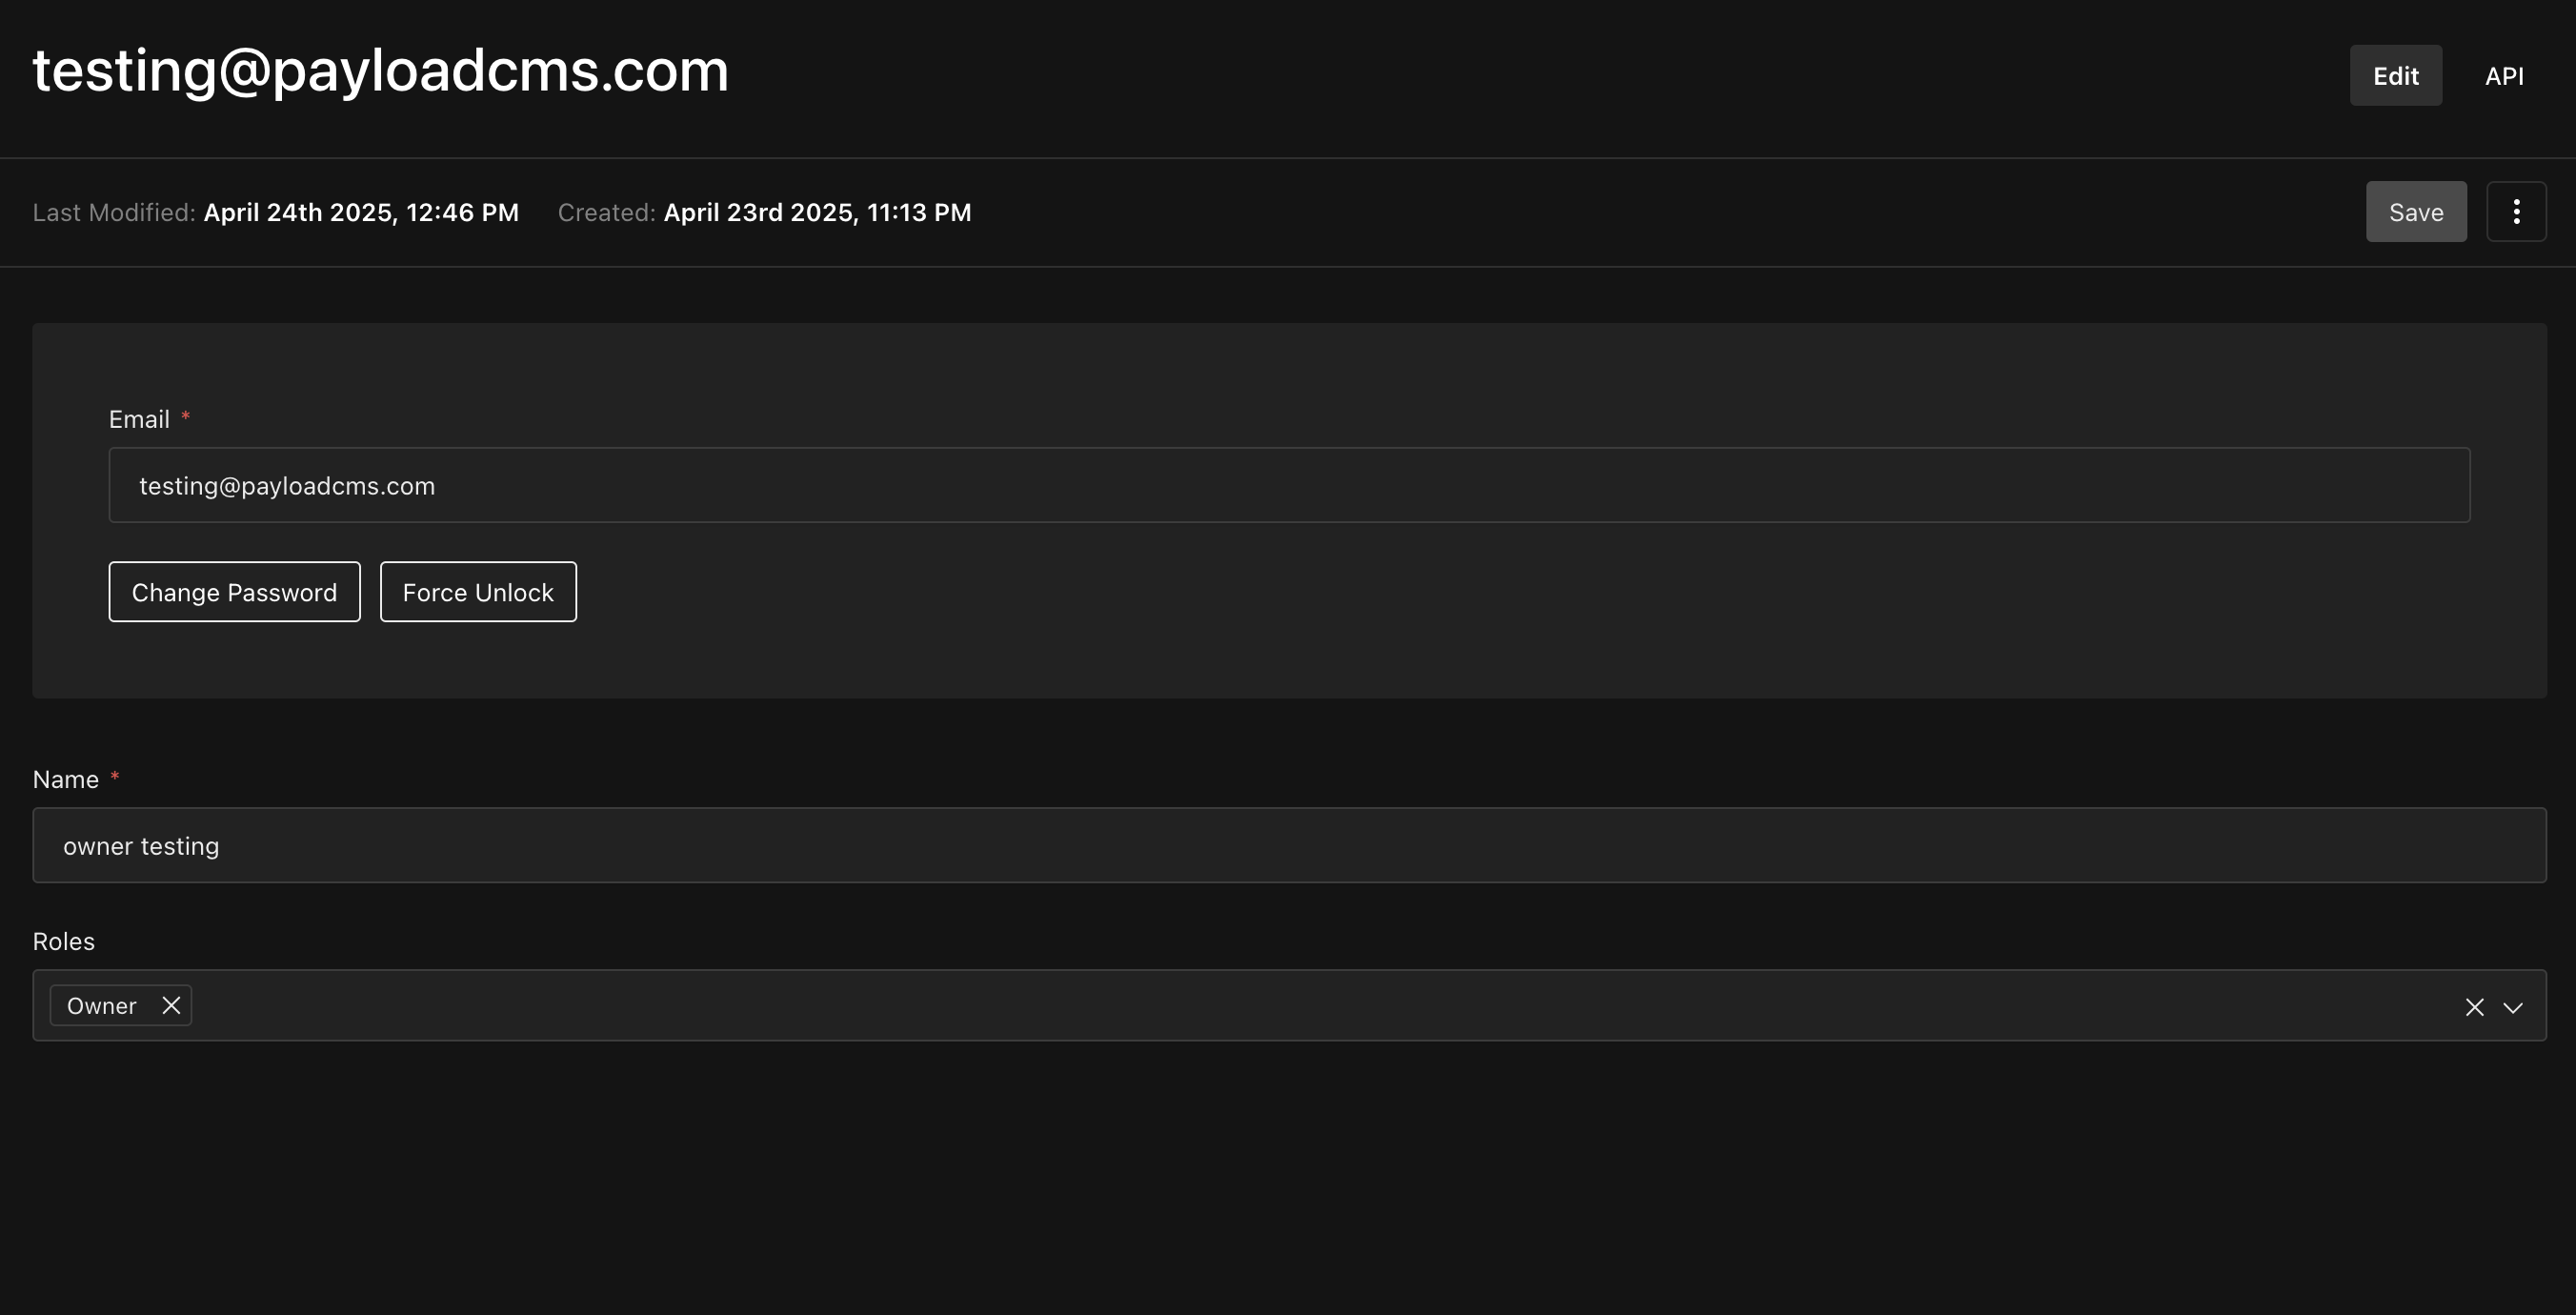 testing@payloadcms.com
Edit API
Last Modified: April 24th 2025, 12:46 PM Created: April 23rd 2025, 11:13 PM
Save
Email *
testing@payloadcms.com
Change Password Force Unlock
Name *
owner testing
Roles
Owner